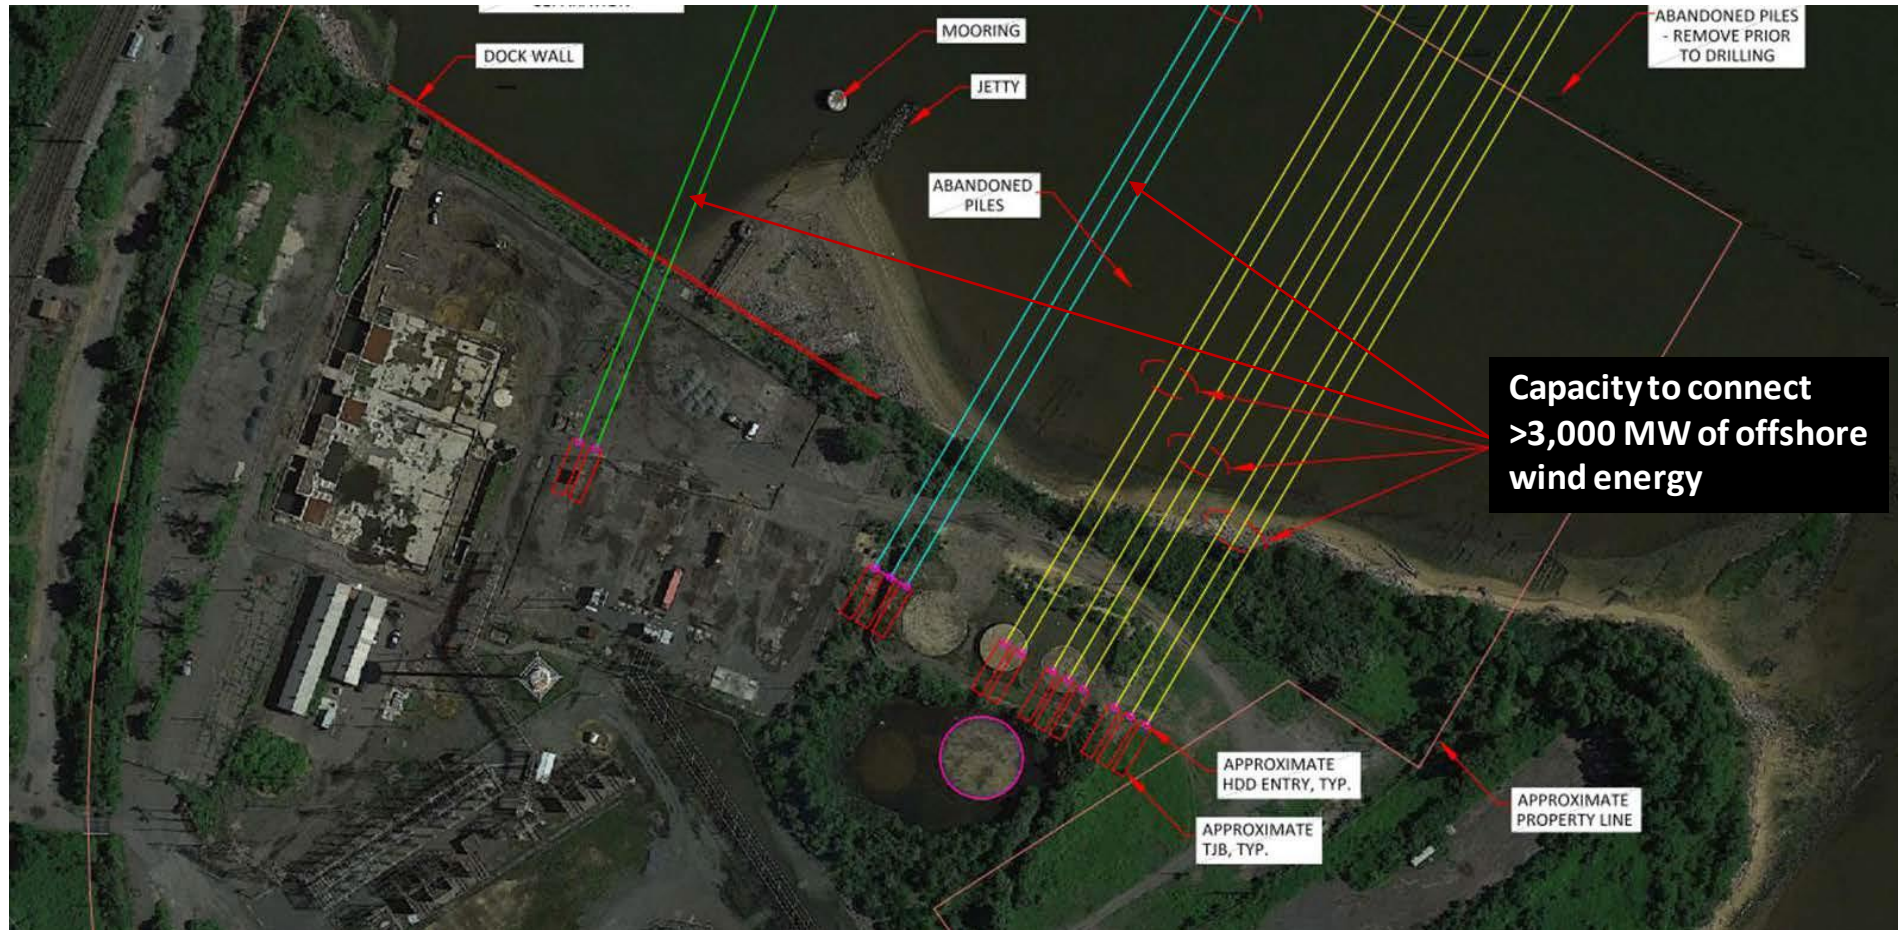 MOORING
ABANDONED PILES
- REMOVE PRIOR
TO DRILLING
DOCK WALL
JETTY
ABANDONED
PILES
Capacity to connect
>3,000 MW of offshore
wind energy
APPROXIMATE
HDD ENTRY, TYP.
APPROXIMATE
PROPERTY LINE
APPROXIMATE
TJB, TYP.